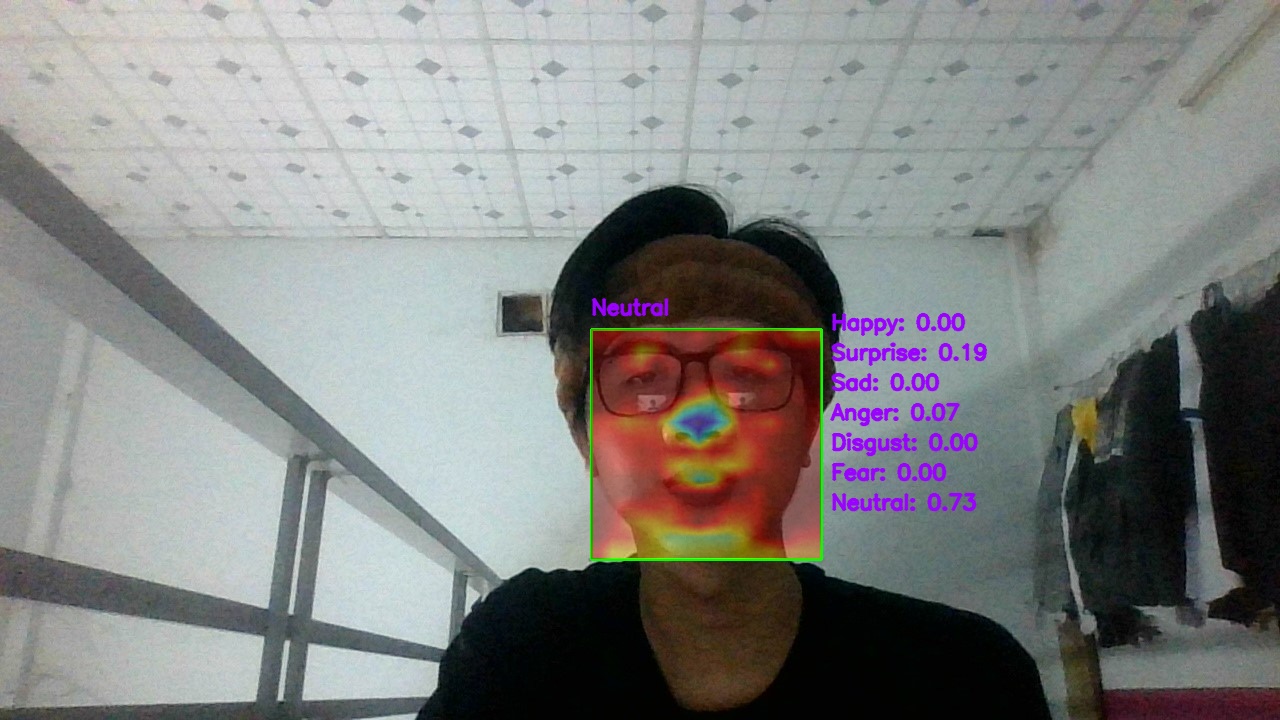 Neutral
Happy: 0.00
Surprise: 0.19
Sad: 0.00
Anger: 0.07
Disgust: 0.00
Fear: 0.00
Neutral: 0.73